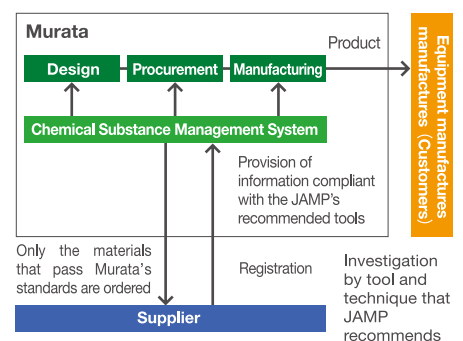 Murata
Product
Design
Procurement
Manufacturing
Equipment manufactures
manufactures (Customers)
Chemical Substance Management System
Provision of
information compliant
with the JAMP's
recommended tools
Only the materials
that pass Murata's
standards are ordered
Registration
Investigation
by tool and
technique that
JAMP
recommends
Supplier